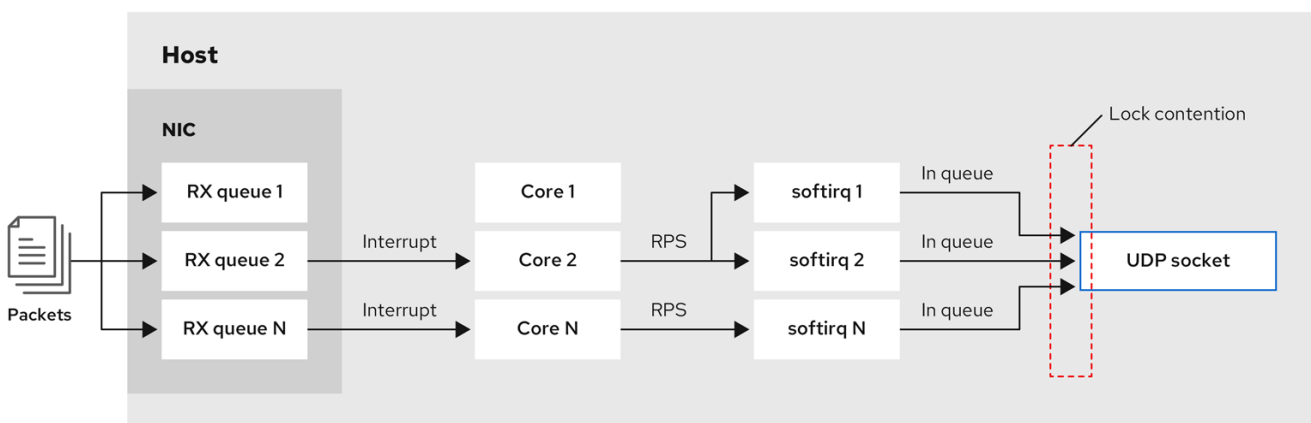 Host
NIC
Lock contention
RX queue 1
Core 1
softirq 1
In queue
Interrupt
RPS
In queue
RX queue 2
Core 2
softirq 2
UDP socket
Packets
Interrupt
RPS
In queue
RX queue N
Core N
softirq N